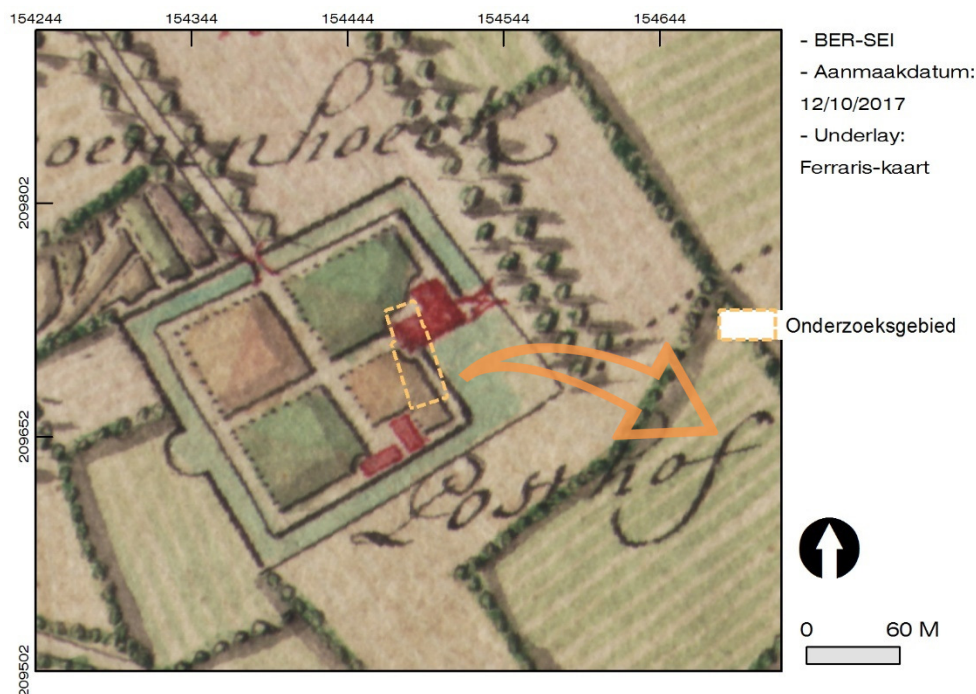 154244 154344 154444 154544 154644
- BER-SEI
- Aanmaakdatum:
12/10/2017
- Underlay:
Ferraris-kaart
209802
209652
209502
Onderzoeksgebied
0 60 M